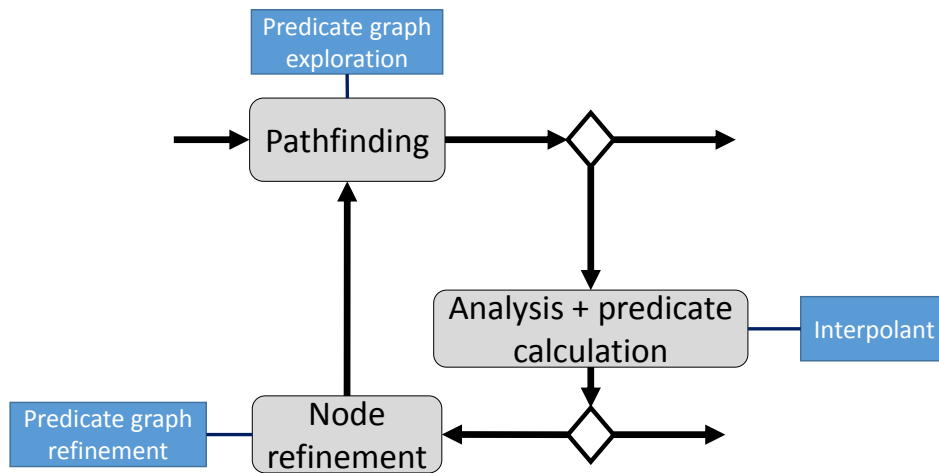 Predicate graph
exploration
Pathfinding
Analysis + predicate
calculation
Interpolant
Predicate graph
refinement
Node
refinement